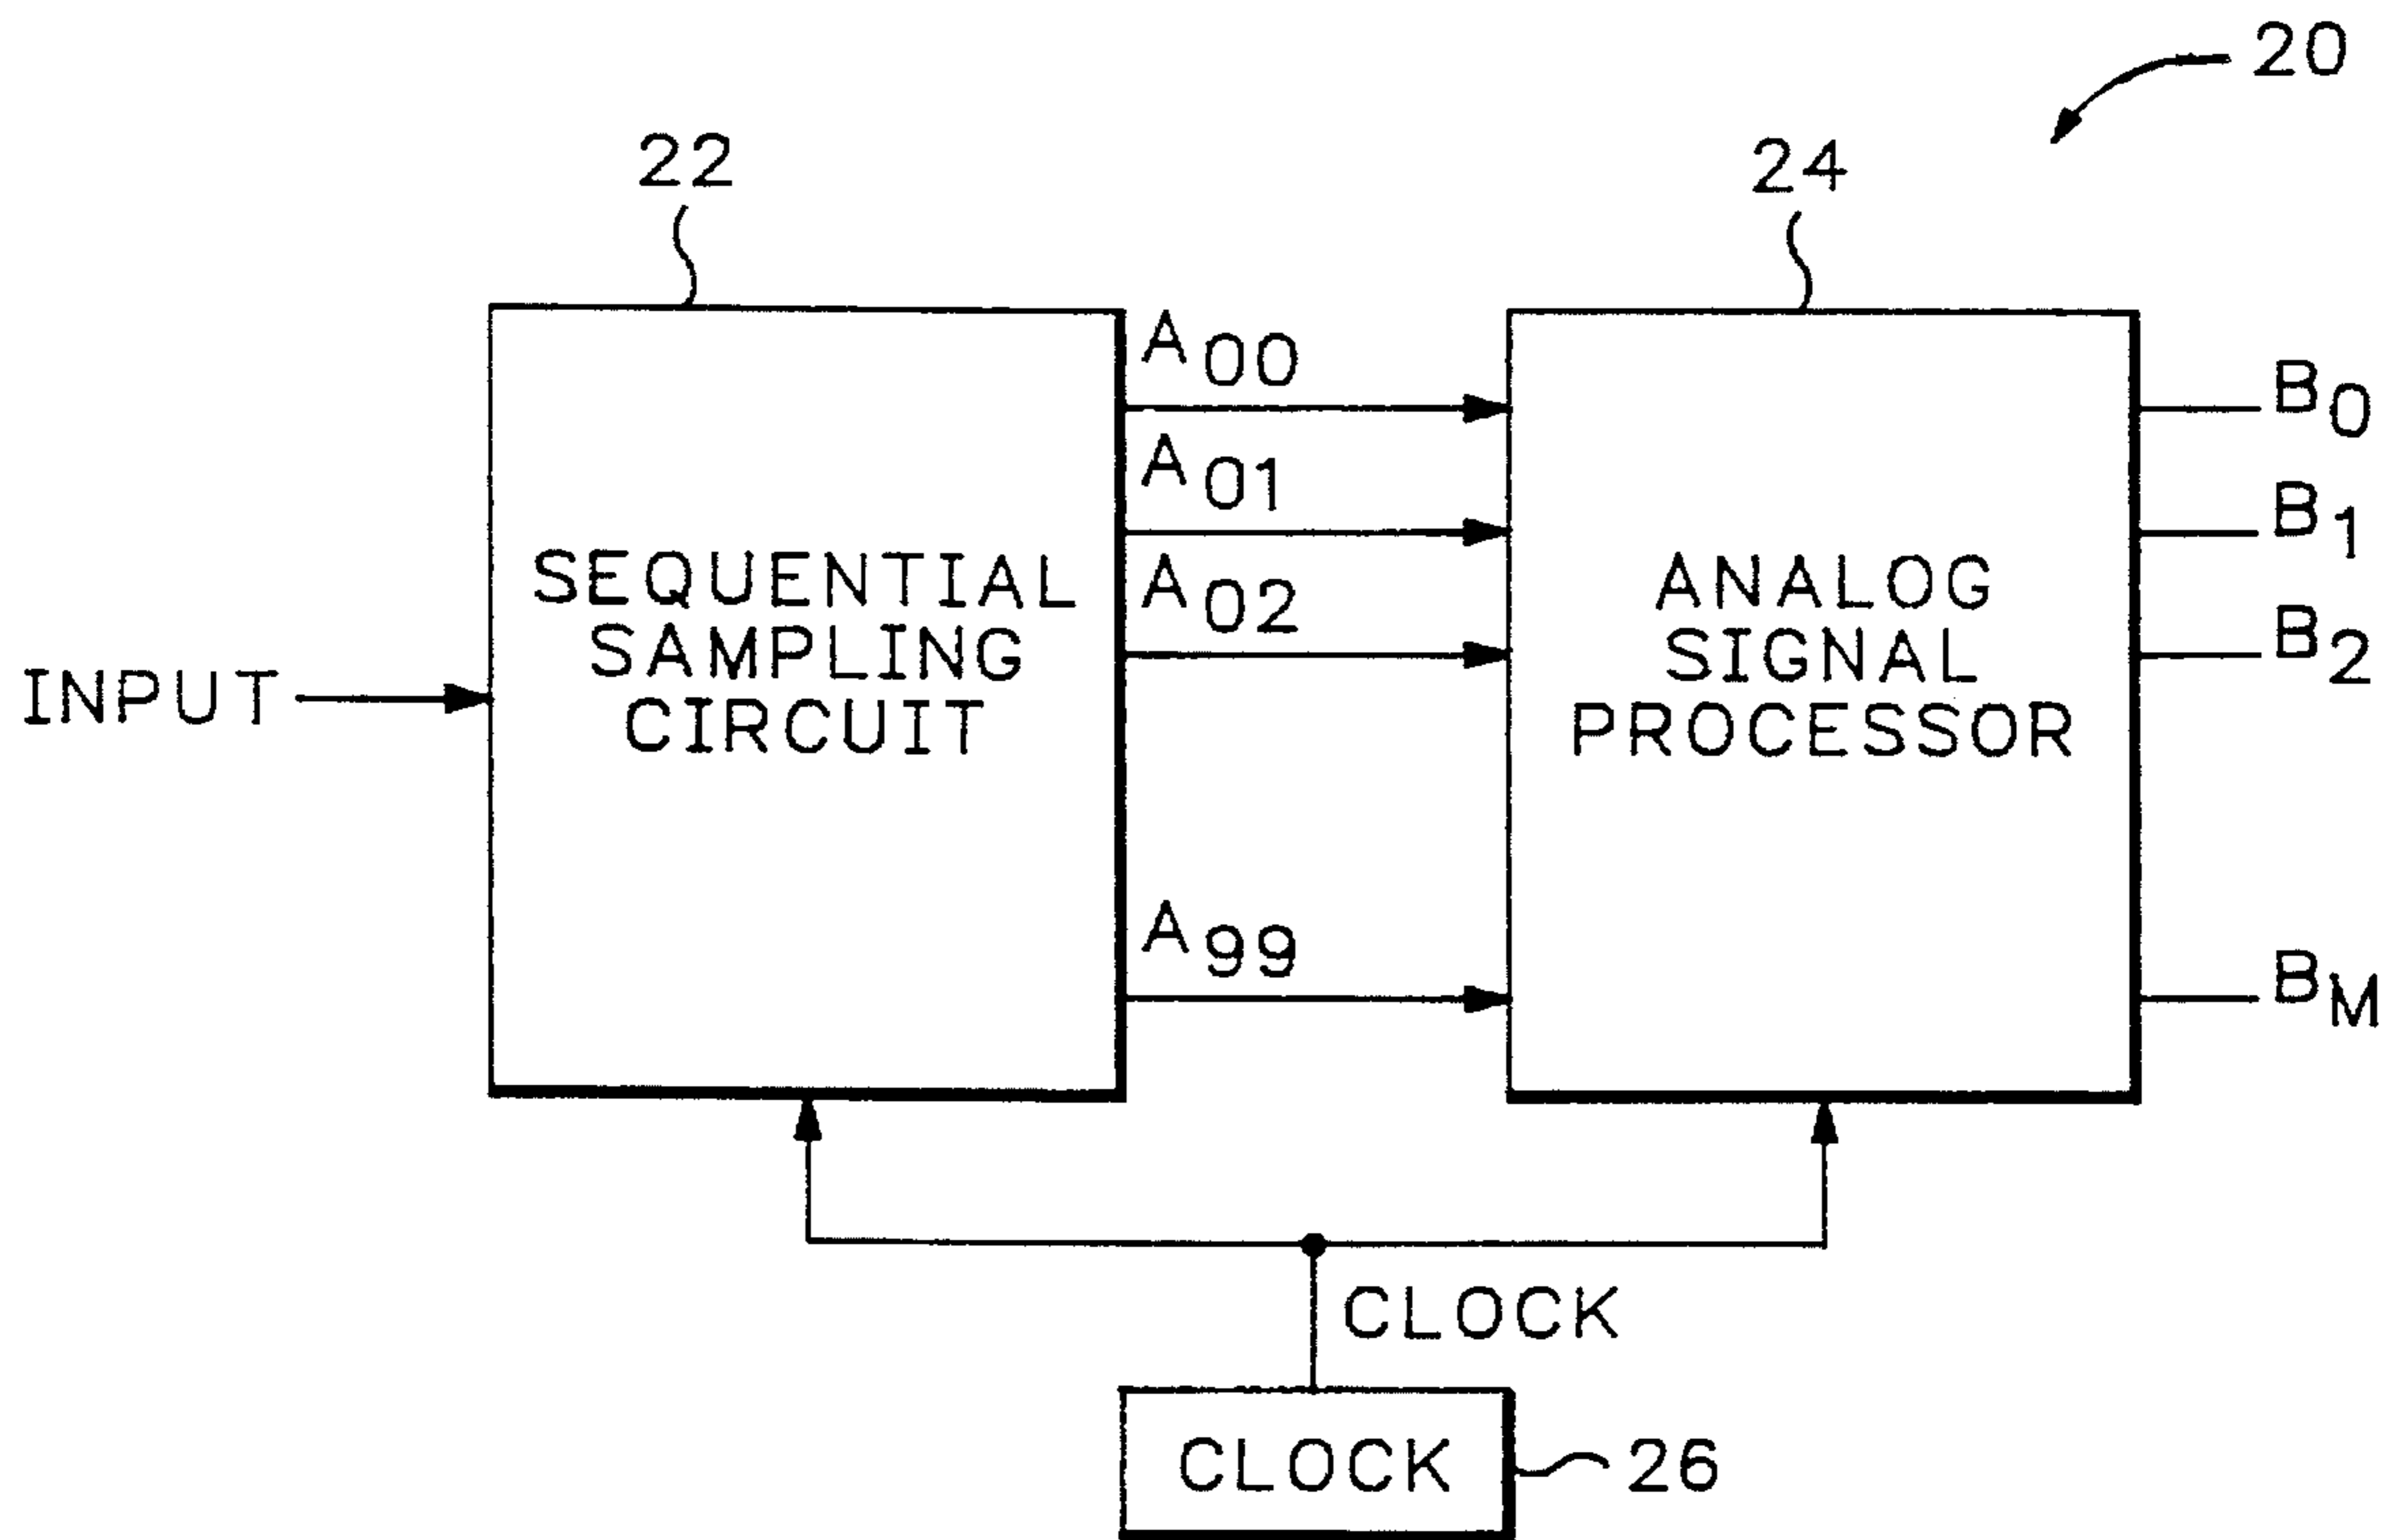 20
22
24
A00
A01
A02
A99
SEQUENTIAL
SAMPLING
CIRCUIT
ANALOG
SIGNAL
PROCESSOR
INPUT
B0
B1
B2
BM
CLOCK
CLOCK
26